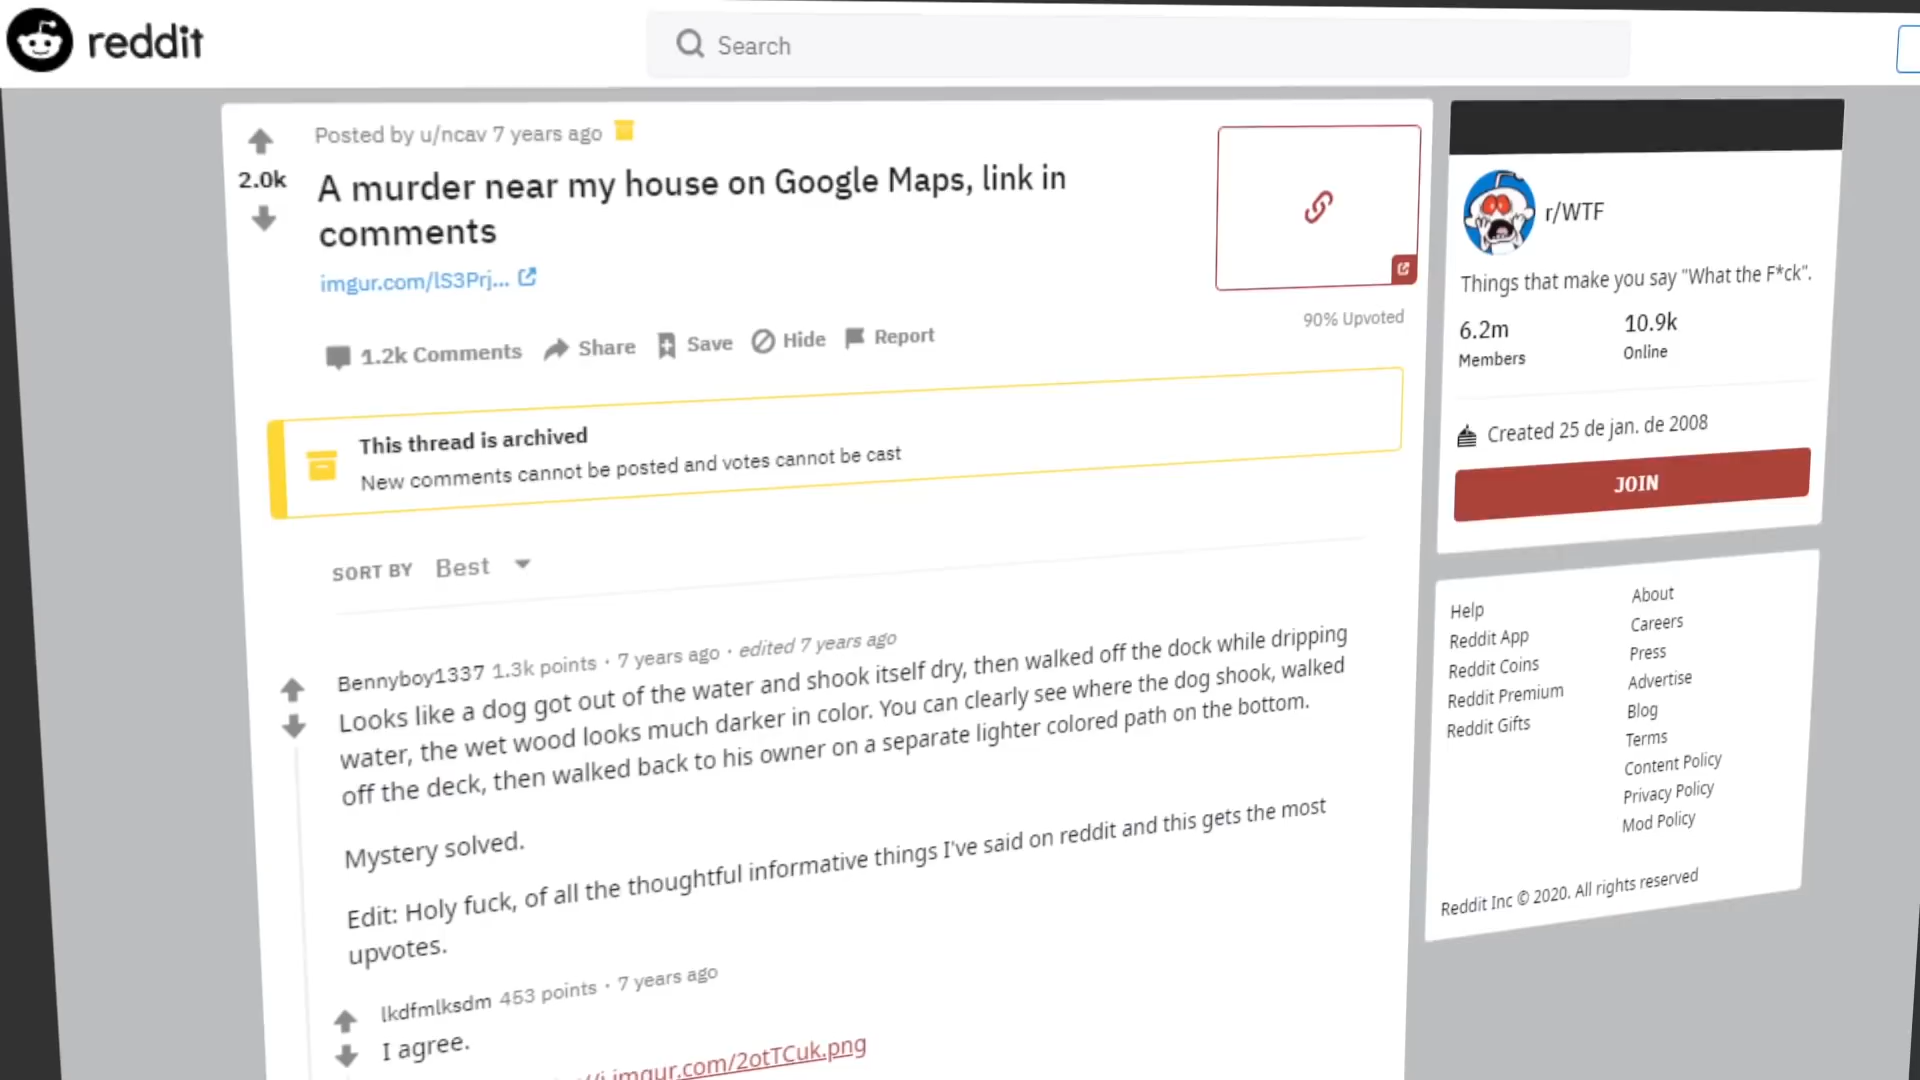 reddit
Search
Posted by u/ncav 7 years ago
2.0k
A murder near my house on Google Maps, link in
comments
imgur.com/lS3Prj...
1.2k Comments Share Save Hide Report
90% Upvoted
This thread is archived
New comments cannot be posted and votes cannot be cast
SORT BY Best
Bennyboy1337 1.3k points · 7 years ago · edited 7 years ago
Looks like a dog got out of the water and shook itself dry, then walked off the dock while dripping
water, the wet wood looks much darker in color. You can clearly see where the dog shook, walked
off the deck, then walked back to his owner on a separate lighter colored path on the bottom.
Mystery solved.
Edit: Holy fuck, of all the thoughtful informative things I've said on reddit and this gets the most
upvotes.
lkdfmlksdm 453 points · 7 years ago
I agree.
imgur.com/2otTCuk.png
r/WTF
Things that make you say "What the F*ck".
6.2m
Members
10.9k
Online
Created 25 de jan. de 2008
JOIN
Help
Reddit App
Reddit Coins
Reddit Premium
Reddit Gifts
About
Careers
Press
Advertise
Blog
Terms
Content Policy
Privacy Policy
Mod Policy
Reddit Inc © 2020. All rights reserved